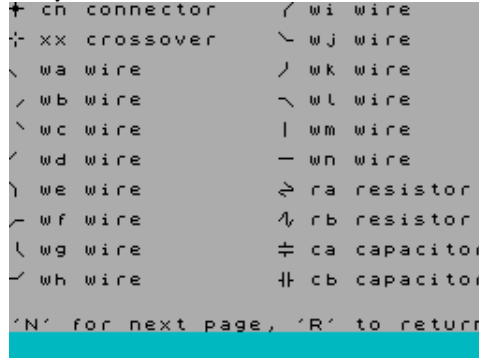 cn connector wi wire
xx crossover wj wire
wa wire wk wire
wb wire wl wire
wc wire wm wire
wd wire wn wire
we wire ra resistor
wf wire rb resistor
wg wire ca capacitor
wh wire cb capacitor
'N' for next page, 'R' to return